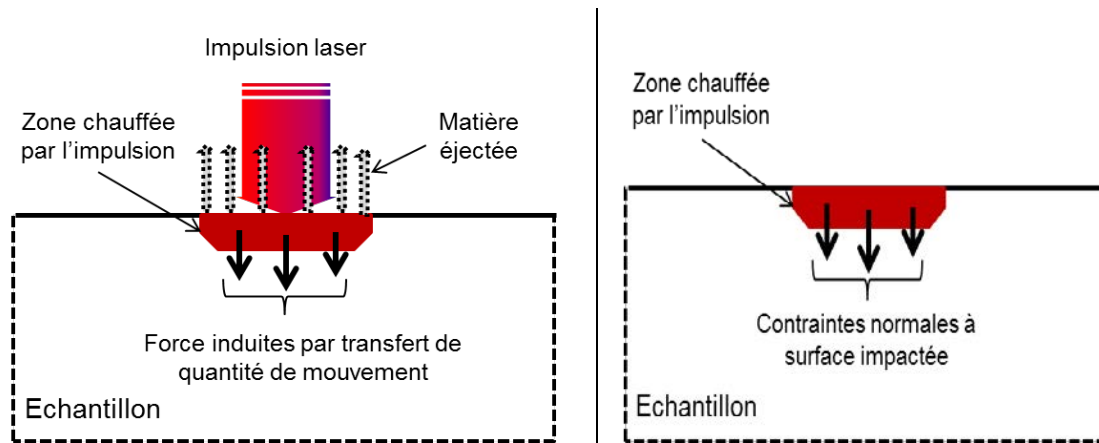 Impulsion laser
Zone chauffée
par l'impulsion
Matière
éjectée
Force induites par transfert de
quantité de mouvement
Echantillon
Zone chauffée
par l'impulsion
Contraintes normales à
surface impactée
Echantillon